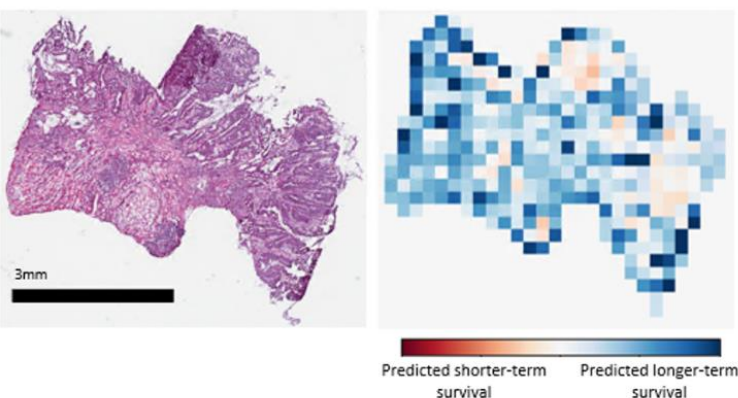 3mm
Predicted shorter-term
survival
Predicted longer-term
survival